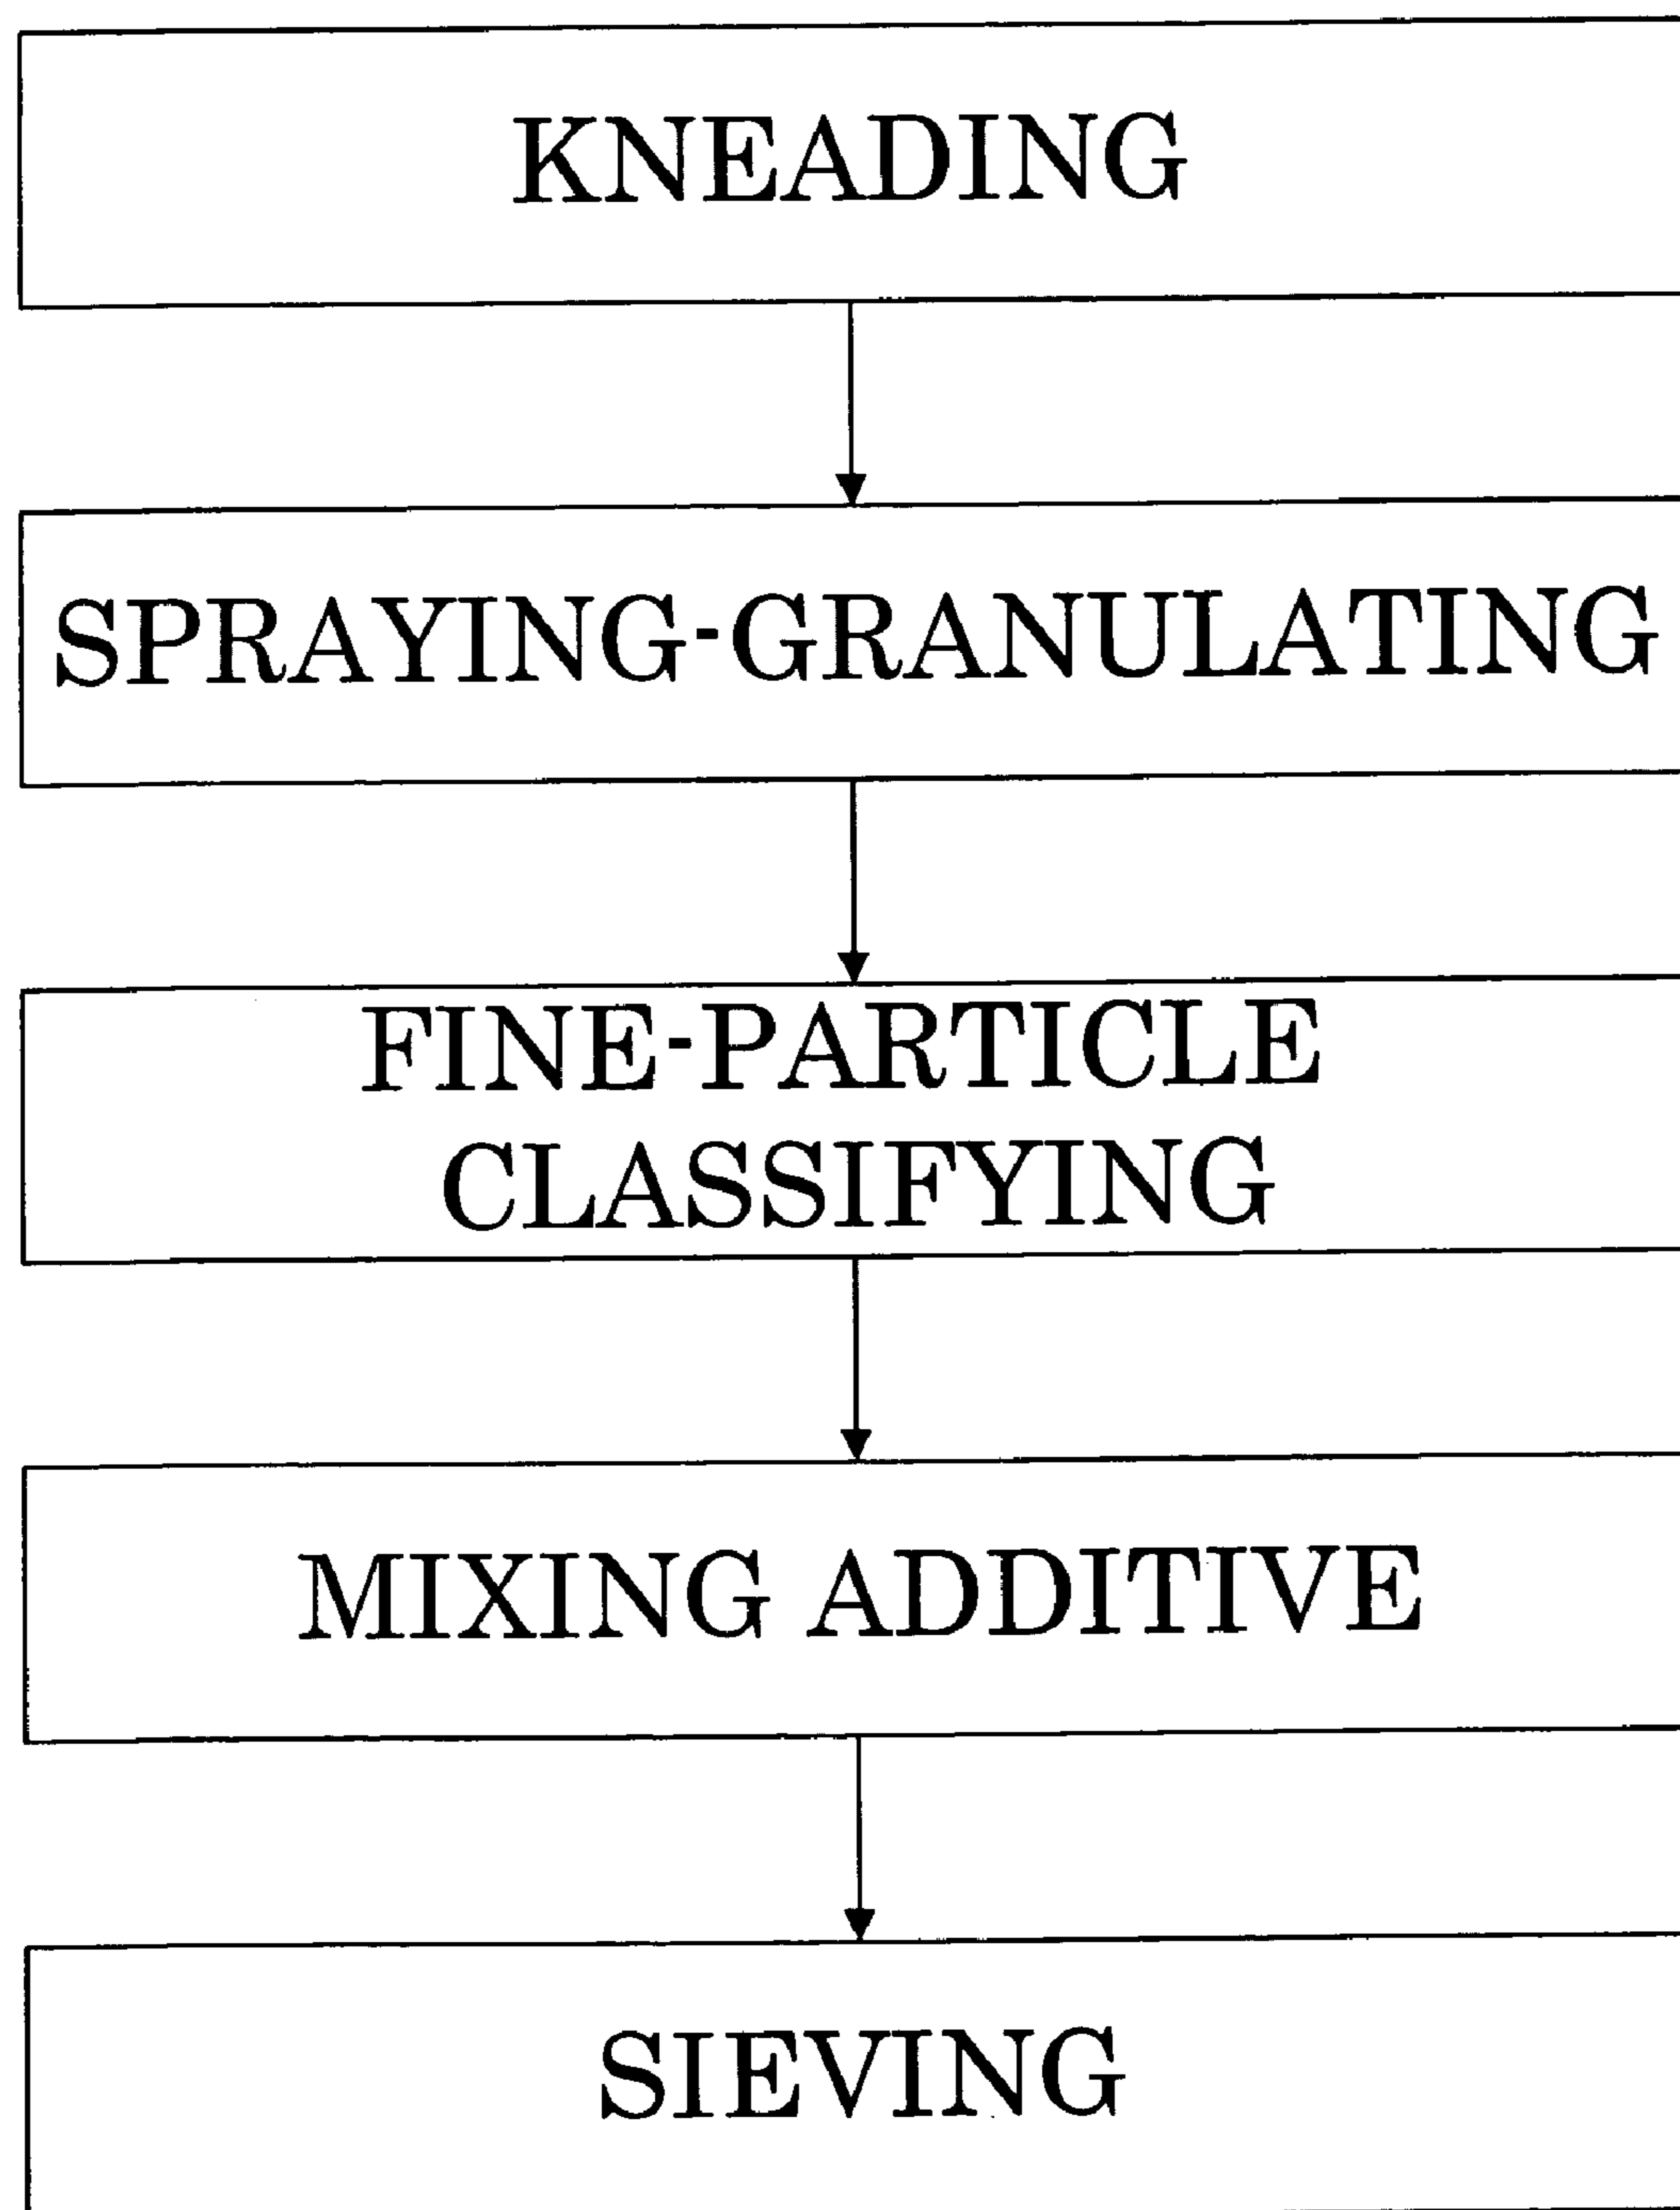 KNEADING
SPRAYING-GRANULATING
FINE-PARTICLE
CLASSIFYING
MIXING ADDITIVE
SIEVING